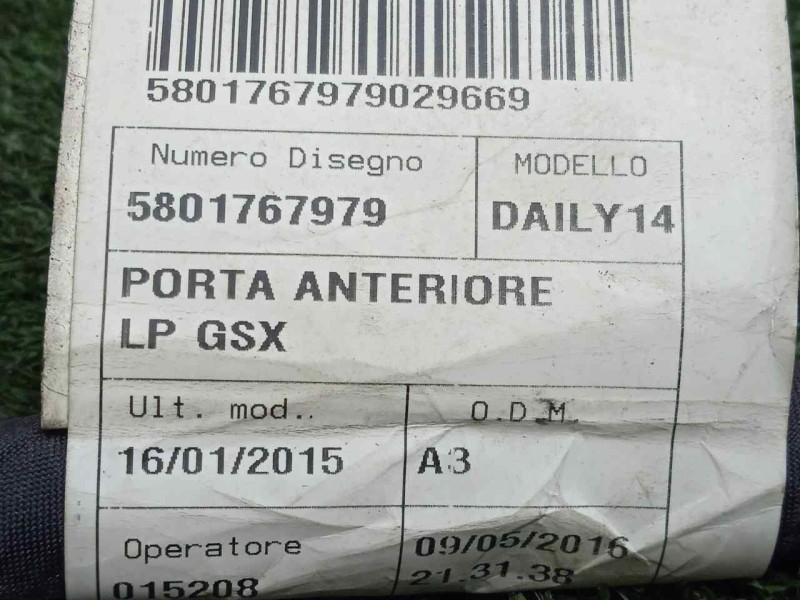 5801767979029669
Numero Disegno
MODELLO
5801767979
DAILY14
PORTA ANTERIORE
LP GSX
Ult. mod..
O.D.M.
16/01/2015
A3
Operatore
09/05/2016
015208
21.31.38